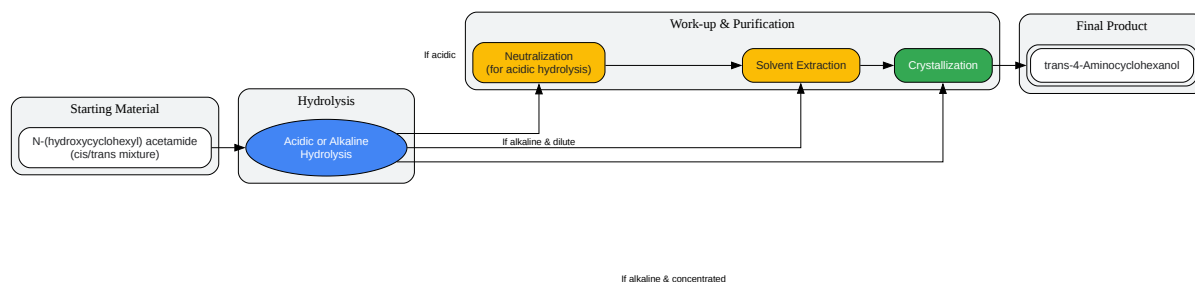 Work-up & Purification
Final Product
If acidic
Neutralization
(for acidic hydrolysis)
Solvent Extraction
Crystallization
trans-4-Aminocyclohexanol
Starting Material
Hydrolysis
N-(hydroxycyclohexyl) acetamide
(cis/trans mixture)
Acidic or Alkaline
Hydrolysis
If alkaline & dilute
If alkaline & concentrated